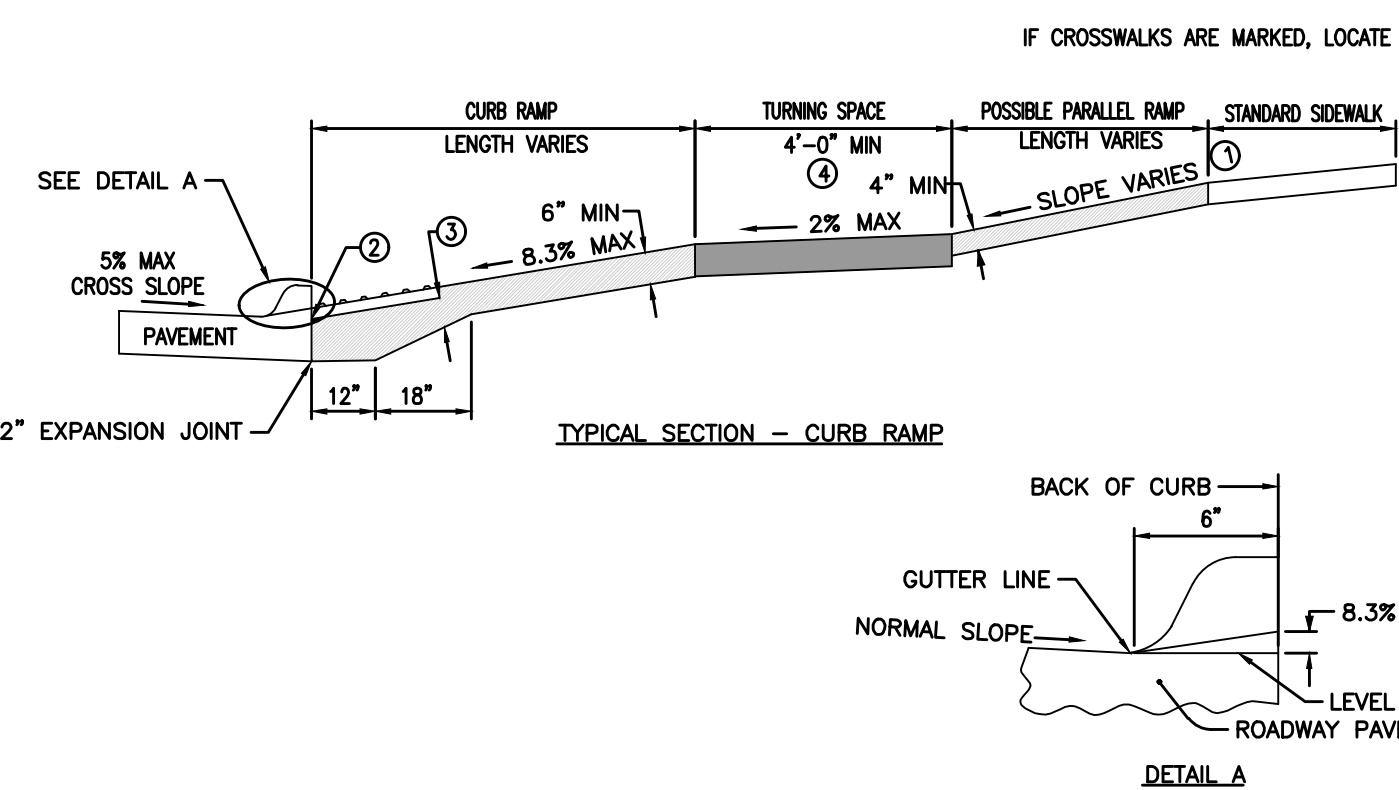 IF CROSSWALKS ARE MARKED, LOCATE
CURB RAMP
LENGTH VARIES
TURNING SPACE
4'-0" MIN
4
POSSIBLE PARALLEL RAMP
LENGTH VARIES
STANDARD SIDEWALK
1
SEE DETAIL A
4" MIN
SLOPE VARIES
6" MIN
2% MAX
3
2
8.3% MAX
5% MAX
CROSS SLOPE
PAVEMENT
12"
18"
2" EXPANSION JOINT
TYPICAL SECTION - CURB RAMP
BACK OF CURB
6"
GUTTER LINE
8.3%
NORMAL SLOPE
LEVEL
ROADWAY
DETAIL A